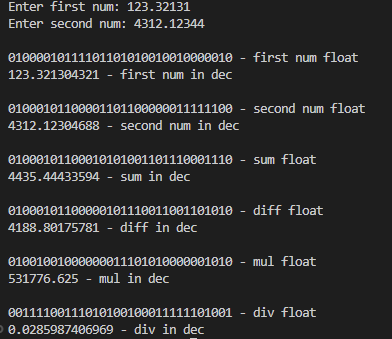 Enter first num: 123.32131
Enter second num: 4312.12344
01000010111101101010010010000010 - first num float
123.321304321 - first num in dec
01000101100001101100000011111100 - second num float
4312.12304688 - second num in dec
01000101100010101001101110001110 - sum float
4435.44433594 - sum in dec
01000101100000101110011001101010 - diff float
4188.80175781 - diff in dec
01001001000000011101010000001010 - mul float
531776.625 - mul in dec
00111100111010100100011111101001 - div float
0.0285987406969 - div in dec